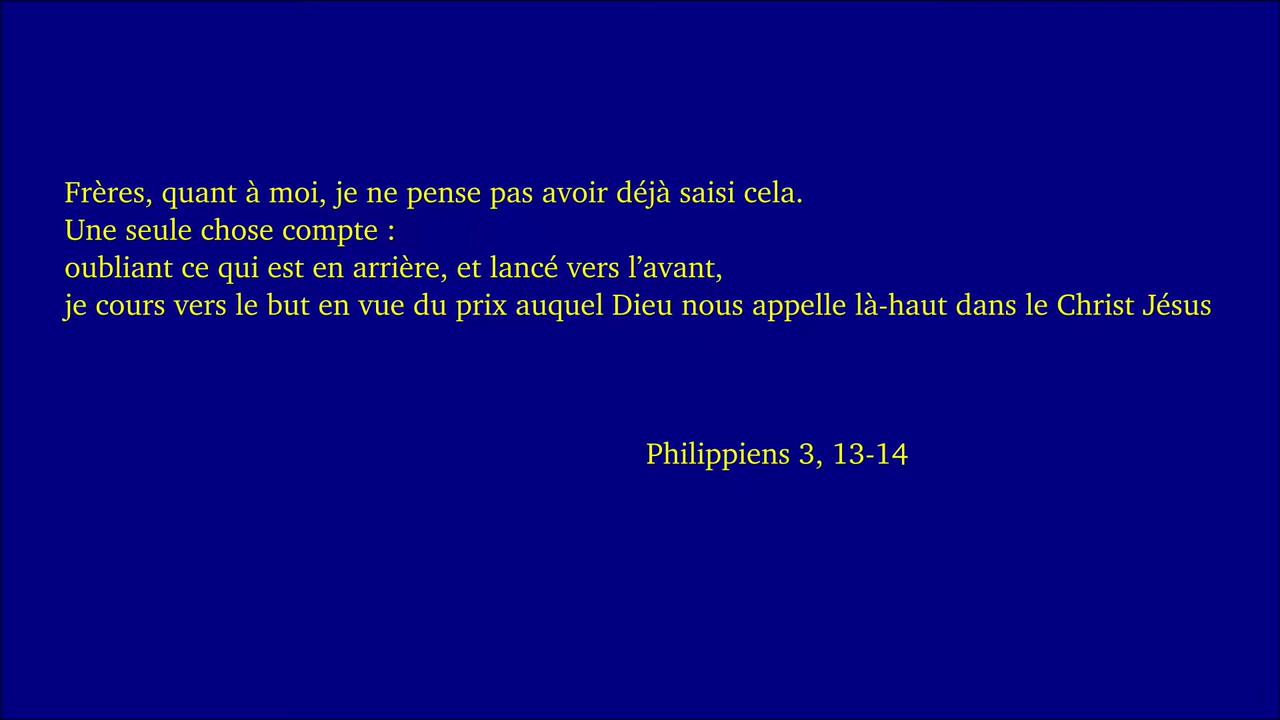 Frères, quant à moi, je ne pense pas avoir déjà saisi cela.
Une seule chose compte :
oubliant ce qui est en arrière, et lancé vers l’avant,
je cours vers le but en vue du prix auquel Dieu nous appelle là-haut dans le Christ Jésus
Philippiens 3, 13-14